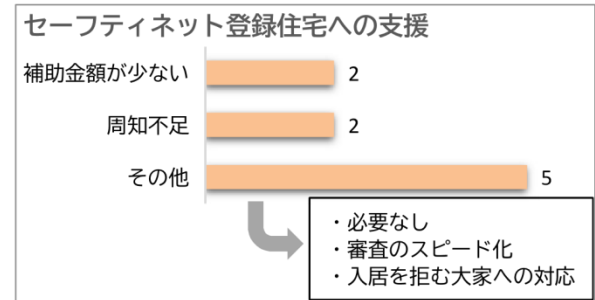 セーフティネット登録住宅への支援
補助金額が少ない 2
周知不足 2
その他 5
・必要なし
・審査のスピード化
・入居を拒む大家への対応